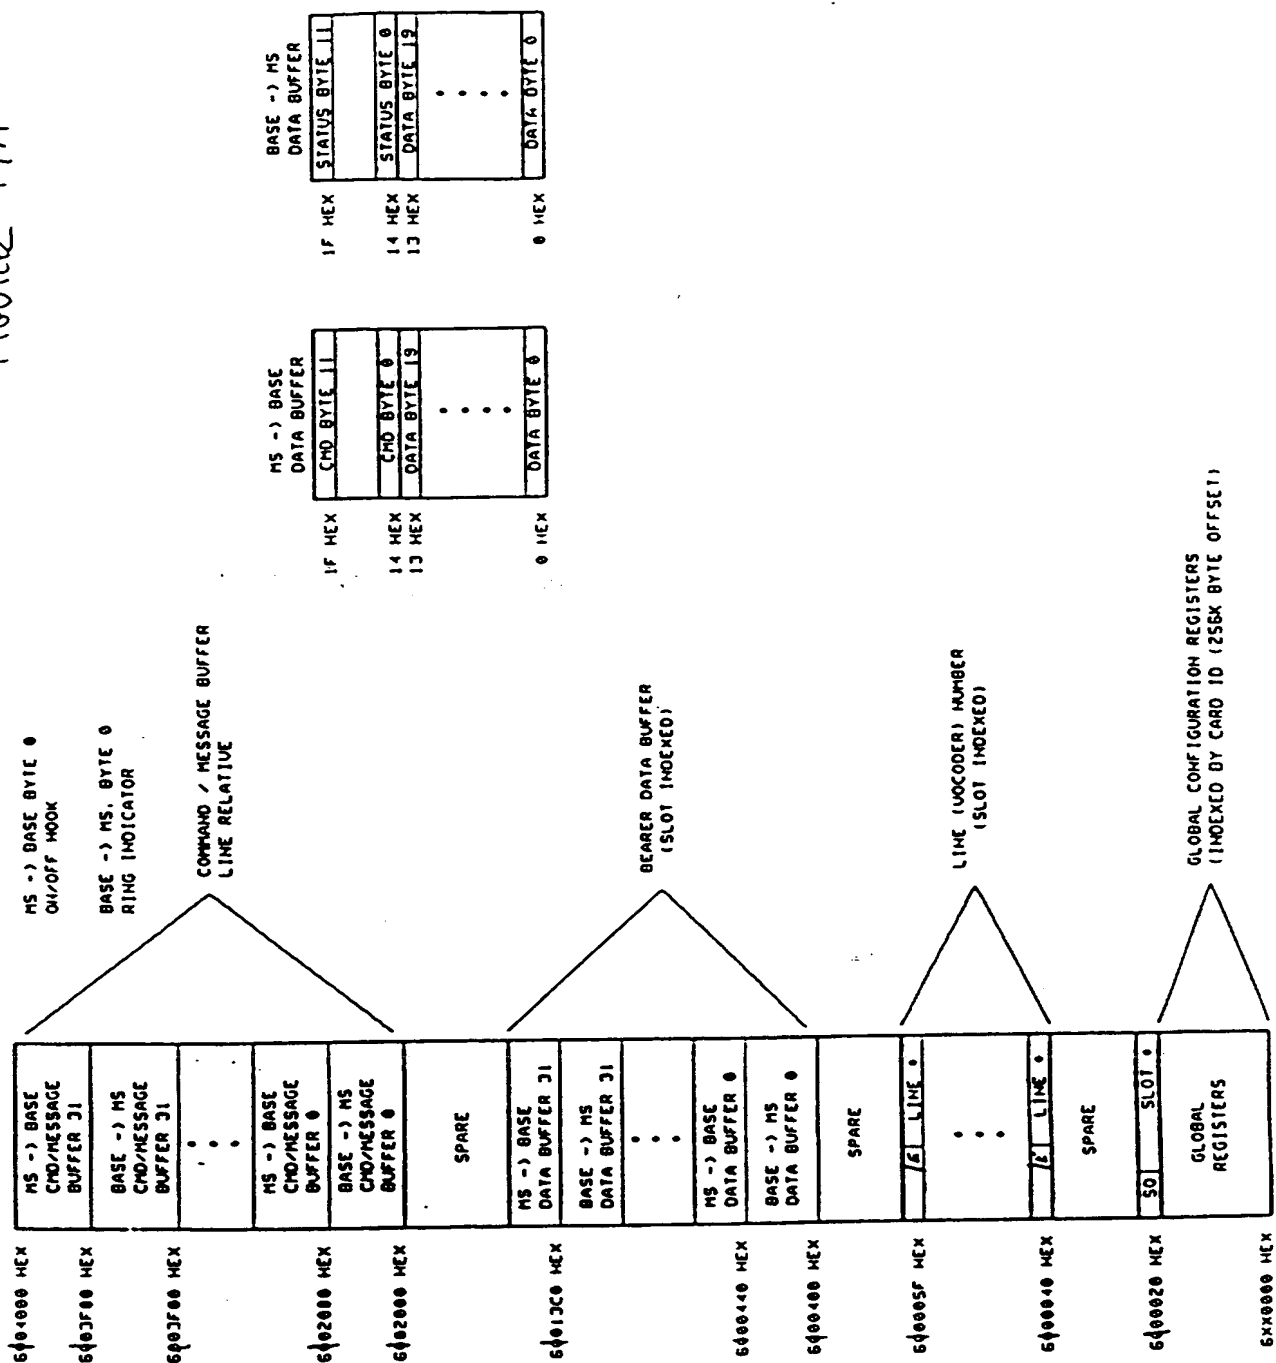 MS -> BASE BYTE 0
ON/OFF HOOK
BASE -> MS, BYTE 0
RING INDICATOR
COMMAND / MESSAGE BUFFER
LINE RELATIVE
BEARER DATA BUFFER
(SLOT INDEXED)
LINE (VOCODER) NUMBER
(SLOT INDEXED)
GLOBAL CONFIGURATION REGISTERS
(INDEXED BY CARD ID (256K BYTE OFFSET)
6004000 HEX
MS -> BASE
CMD/MESSAGE
BUFFER 31
6003F00 HEX
BASE -> MS
CMD/MESSAGE
BUFFER 31
6003F00 HEX
MS -> BASE
CMD/MESSAGE
BUFFER 0
6002000 HEX
BASE -> MS
CMD/MESSAGE
BUFFER 0
6002000 HEX
SPARE
MS -> BASE
DATA BUFFER 31
60013C0 HEX
BASE -> MS
DATA BUFFER 31
MS -> BASE
DATA BUFFER 0
6000440 HEX
BASE -> MS
DATA BUFFER 0
6000400 HEX
SPARE
LINE 0
600005F HEX
LINE 0
6000040 HEX
SPARE
SO SLOT 0
6000020 HEX
GLOBAL
REGISTERS
6XX0000 HEX
MS -> BASE
DATA BUFFER
1F HEX CMD BYTE 11
14 HEX CMD BYTE 0
13 HEX DATA BYTE 19
0 HEX DATA BYTE 0
BASE -> MS
DATA BUFFER
1F HEX STATUS BYTE 11
14 HEX STATUS BYTE 0
13 HEX DATA BYTE 19
0 HEX DATA BYTE 0